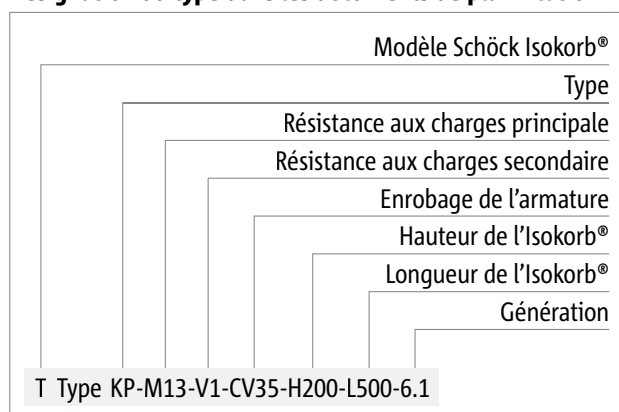 Modèle Schöck Isokorb®
Type
Résistance aux charges principale
Résistance aux charges secondaire
Enrobage de l'armature
Hauteur de l'Isokorb®
Longueur de l'Isokorb®
Génération
T Type KP-M13-V1-CV35-H200-L500-6.1